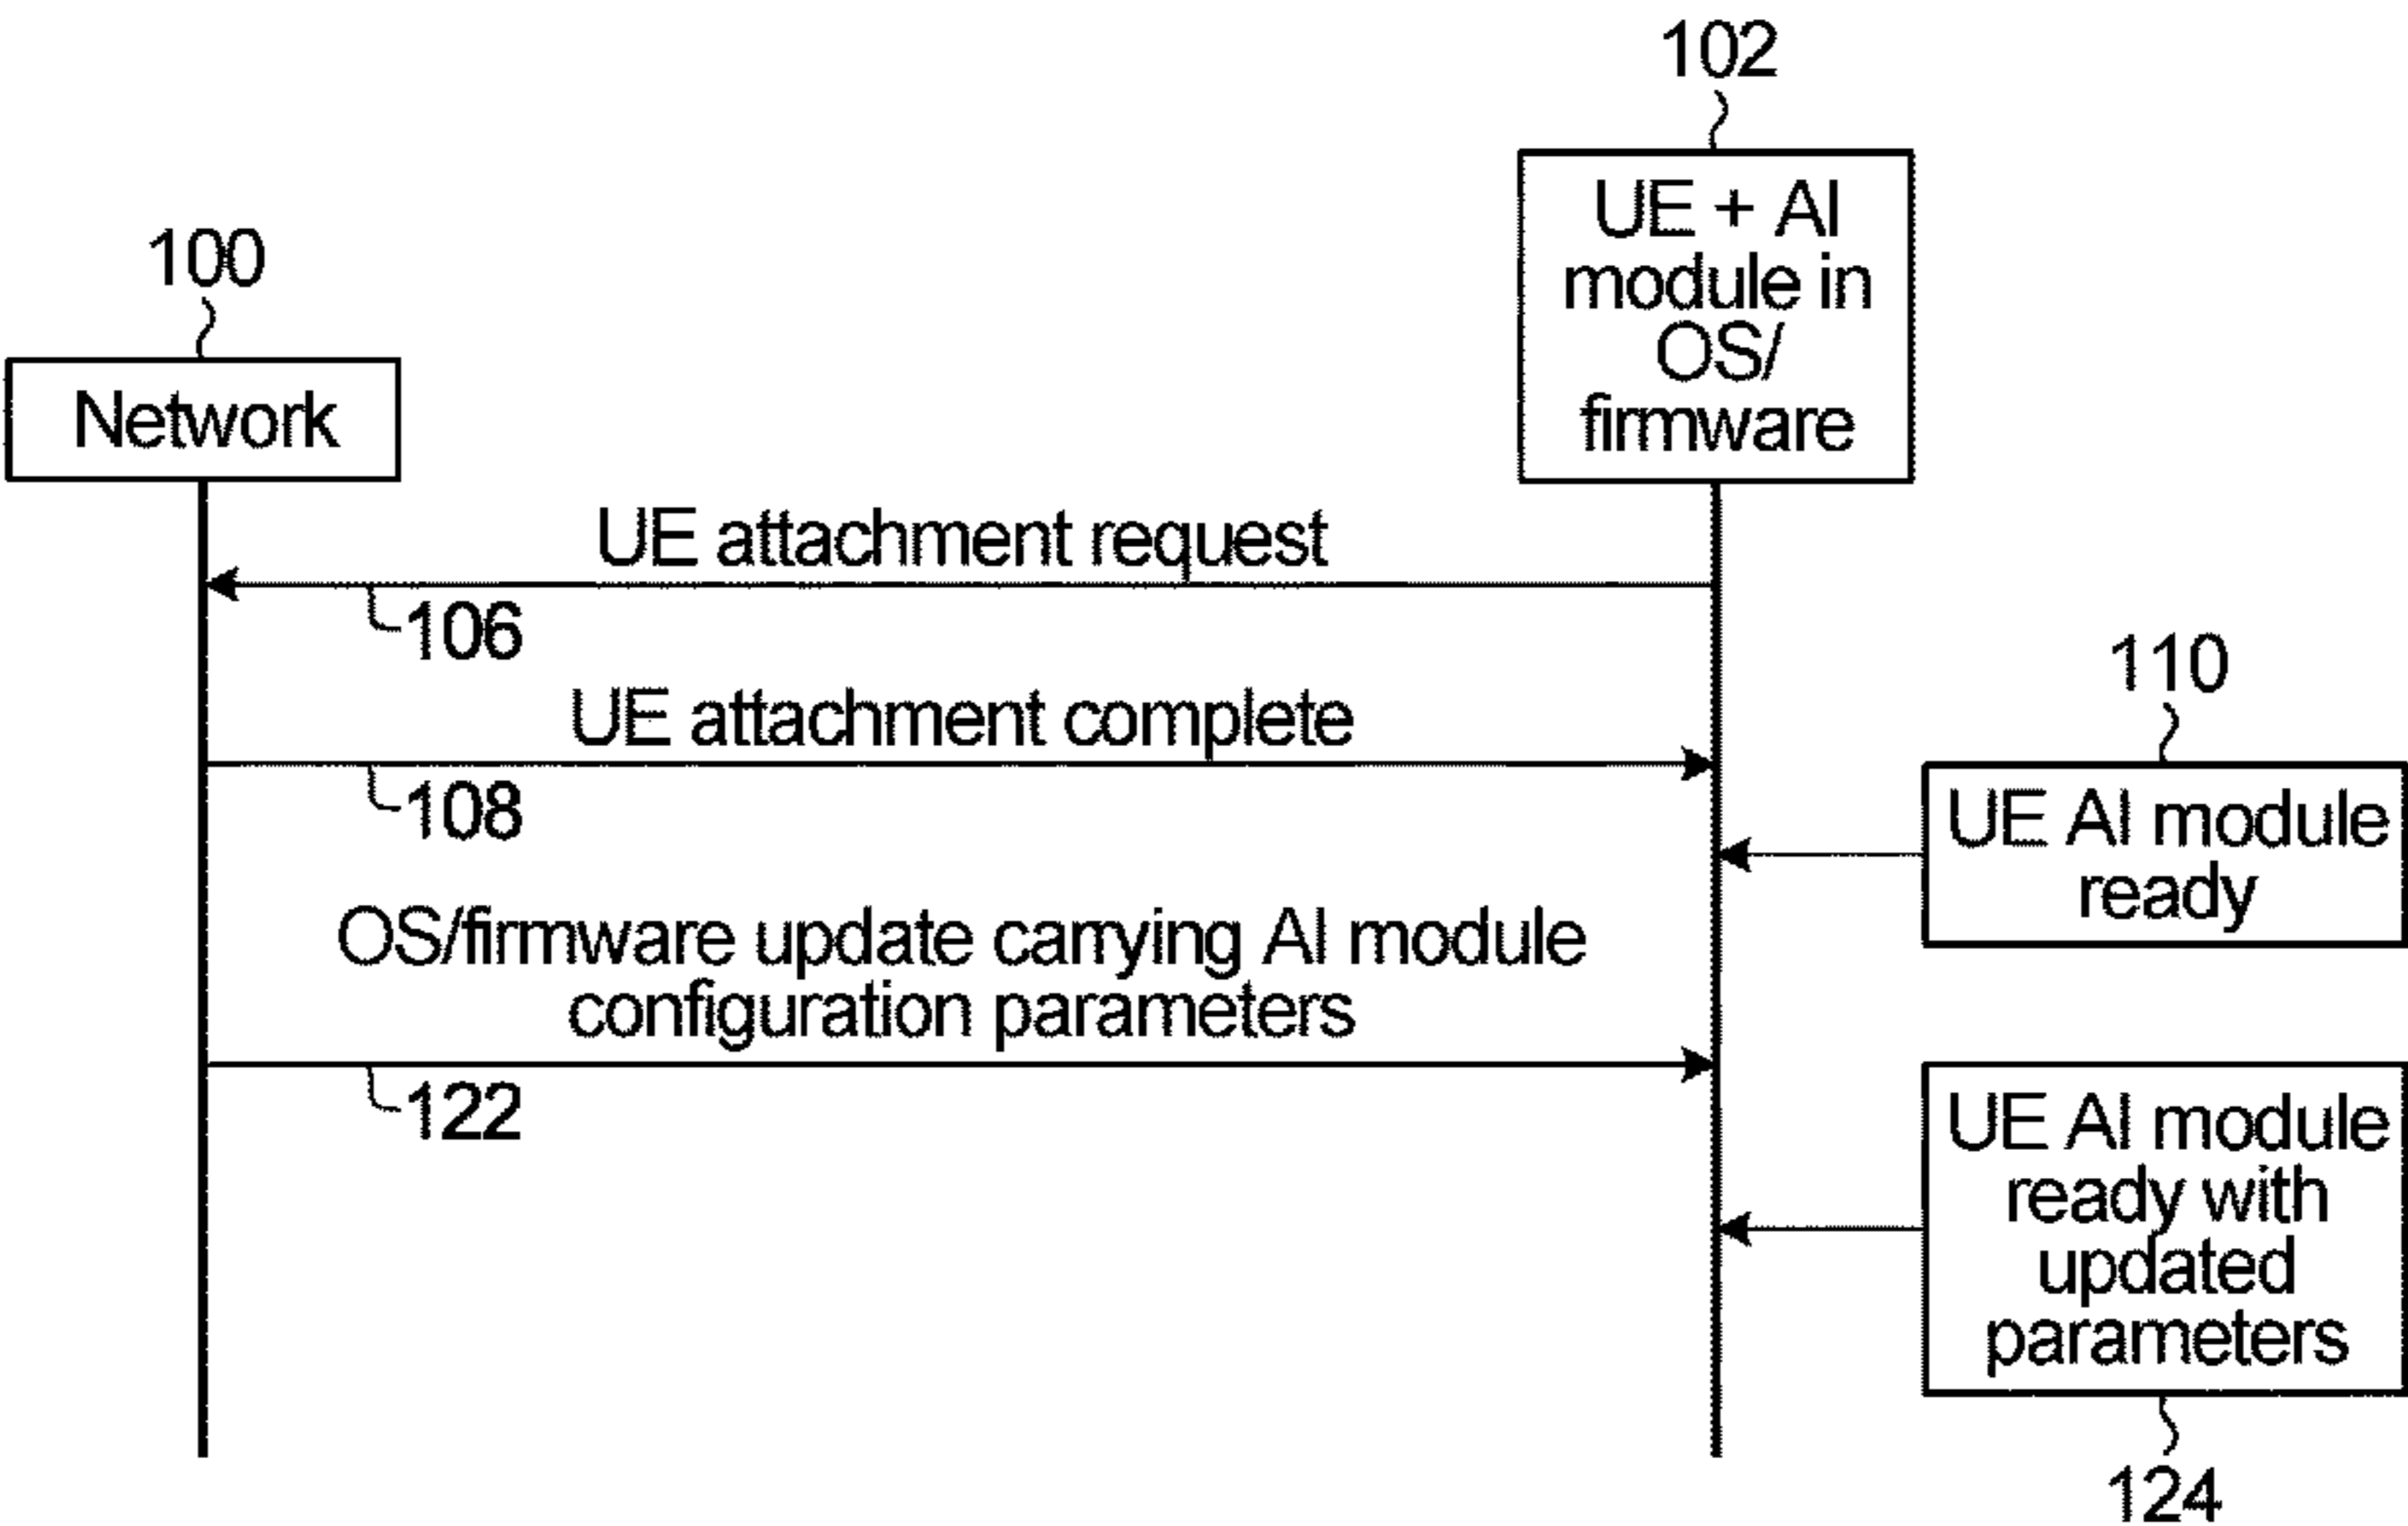 102
UE + AI
module in
OS/
firmware
100
Network
UE attachment request
106
UE attachment complete
108
110
UE AI module
ready
OS/firmware update carrying AI module
configuration parameters
122
UE AI module
ready with
updated
parameters
124